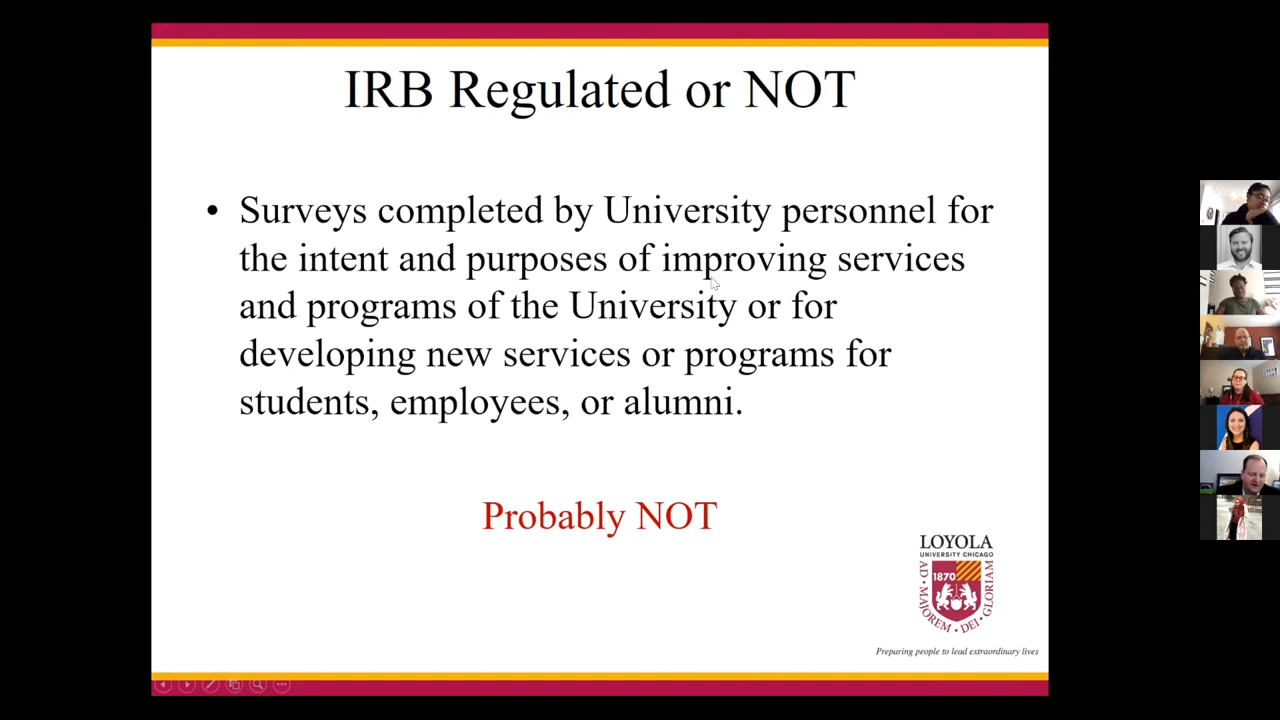 IRB Regulated or NOT
• Surveys completed by University personnel for
the intent and purposes of improving services
and programs of the University or for
developing new services or programs for
students, employees, or alumni.
Probably NOT
LOYOLA
UNIVERSITY CHICAGO
1870
AD • MAJOREM • DEI • GLORIAM
Preparing people to lead extraordinary lives